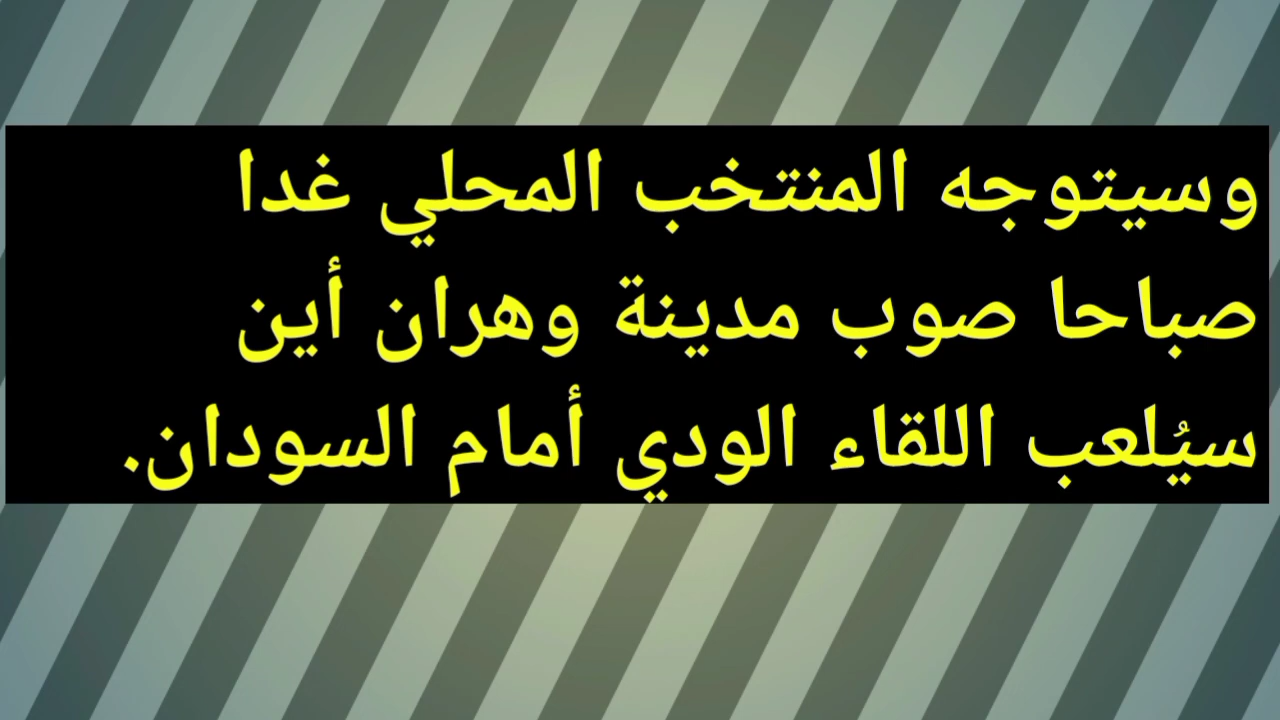 وسيتوجه المنتخب المحلي غدا
صباحا صوب مدينة وهران أين
سيُلعب اللقاء الودي أمام السودان.